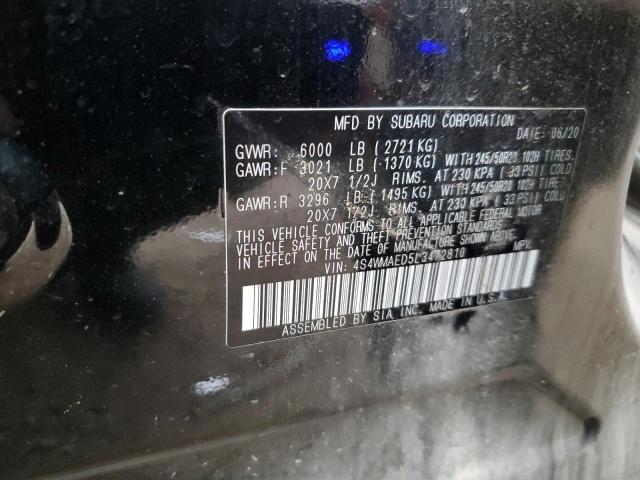 MFD BY SUBARU CORPORATION
DATE: 06/20
GVWR: 6000 LB (2721 KG)
GAWR:F 3021 LB (1370 KG) WITH 245/50R20 102H TIRES.
20X7 1/2J RIMS. AT 230 KPA (33 PSI) COLD
GAWR:R 3296 LB (1495 KG) WITH 245/50R20 102H TIRES.
20X7 1/2J RIMS. AT 230 KPA (33 PSI) COLD
THIS VEHICLE CONFORMS TO ALL APPLICABLE FEDERAL MOTOR
VEHICLE SAFETY AND THEFT PREVENTION STANDARDS
IN EFFECT ON THE DATE OF MANUFACTURE SHOWN ABOVE.
VIN: MPV
ASSEMBLED BY SIA INC. MADE IN U.S.A.